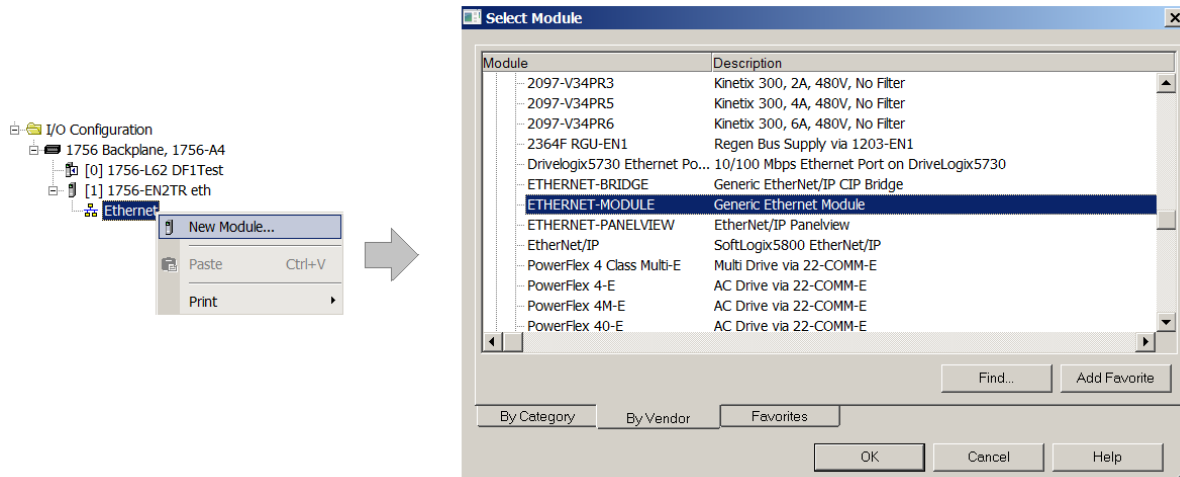 I/O Configuration
1756 Backplane, 1756-A4
[0] 1756-L62 DF1Test
[1] 1756-EN2TR eth
Ethernet
New Module...
Paste Ctrl+V
Print
Select Module
Module Description
2097-V34PR3 Kinetix 300, 2A, 480V, No Filter
2097-V34PR5 Kinetix 300, 4A, 480V, No Filter
2097-V34PR6 Kinetix 300, 6A, 480V, No Filter
2364F RGU-EN1 Regen Bus Supply via 1203-EN1
Drivelogix5730 Ethernet Po... 10/100 Mbps Ethernet Port on DriveLogix5730
ETHERNET-BRIDGE Generic EtherNet/IP CIP Bridge
ETHERNET-MODULE Generic Ethernet Module
ETHERNET-PANELVIEW EtherNet/IP Panelview
EtherNet/IP SoftLogix5800 EtherNet/IP
PowerFlex 4 Class Multi-E Multi Drive via 22-COMM-E
PowerFlex 4-E AC Drive via 22-COMM-E
PowerFlex 4M-E AC Drive via 22-COMM-E
PowerFlex 40-E AC Drive via 22-COMM-E
Find... Add Favorite
By Category By Vendor Favorites
OK Cancel Help